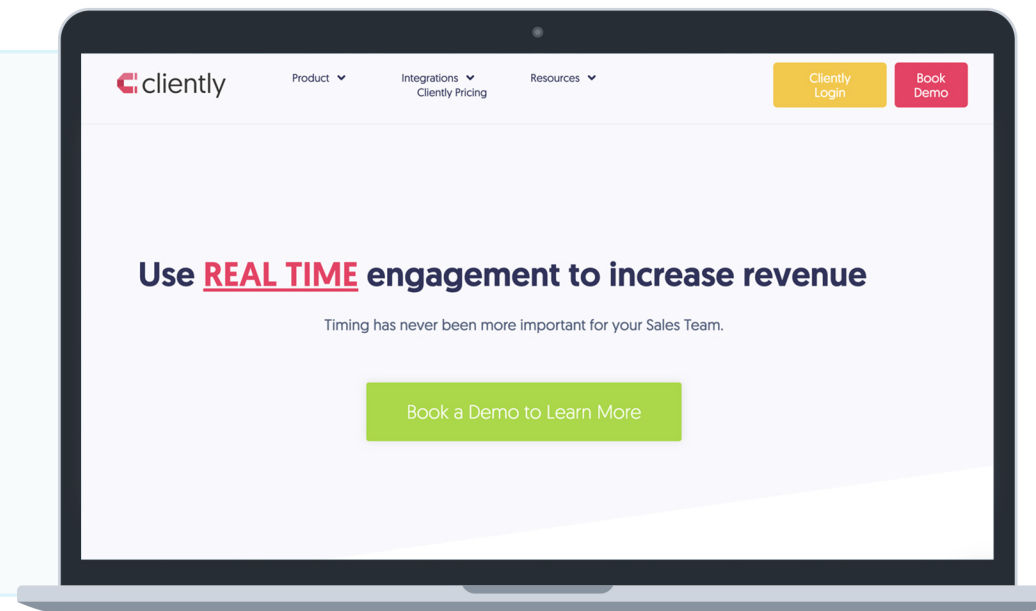 cliently
Product
Integrations
Resources
Cliently Pricing
Cliently
Login
Book
Demo
Use REAL TIME engagement to increase revenue
Timing has never been more important for your Sales Team.
Book a Demo to Learn More